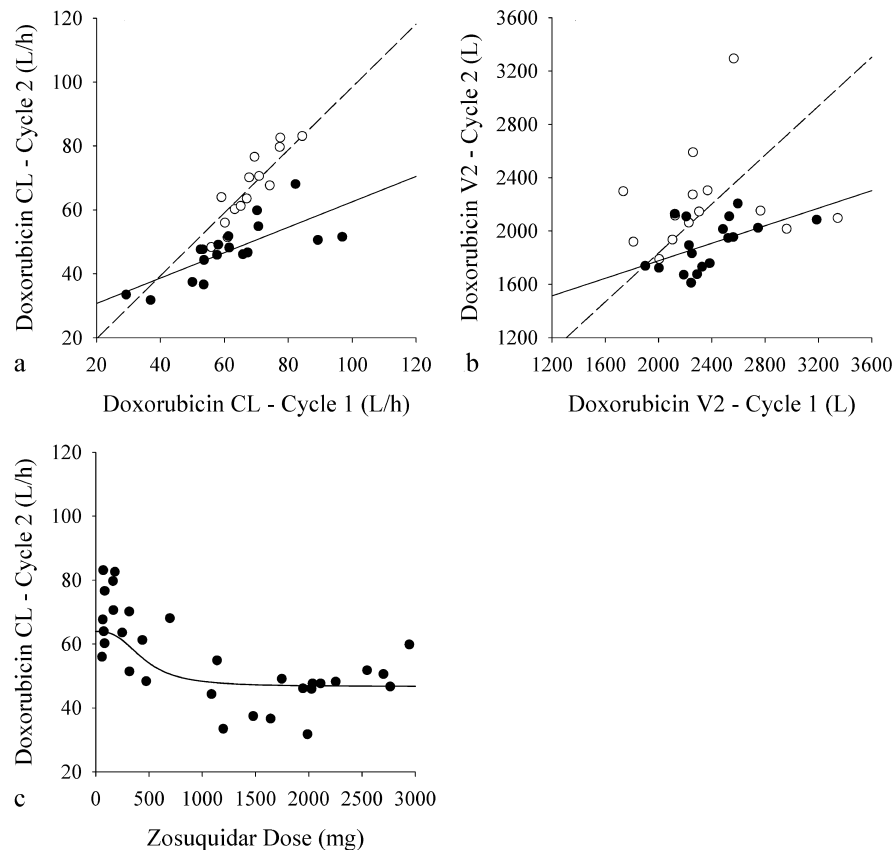 120
100
80
60
40
20
Doxorubicin CL - Cycle 2 (L/h)
a
20 40 60 80 100 120
Doxorubicin CL - Cycle 1 (L/h)
3600
3200
2800
2400
2000
1600
1200
Doxorubicin V2 - Cycle 2 (L)
b
1200 1600 2000 2400 2800 3200 3600
Doxorubicin V2 - Cycle 1 (L)
120
100
80
60
40
20
Doxorubicin CL - Cycle 2 (L/h)
c
0 500 1000 1500 2000 2500 3000
Zosuquidar Dose (mg)